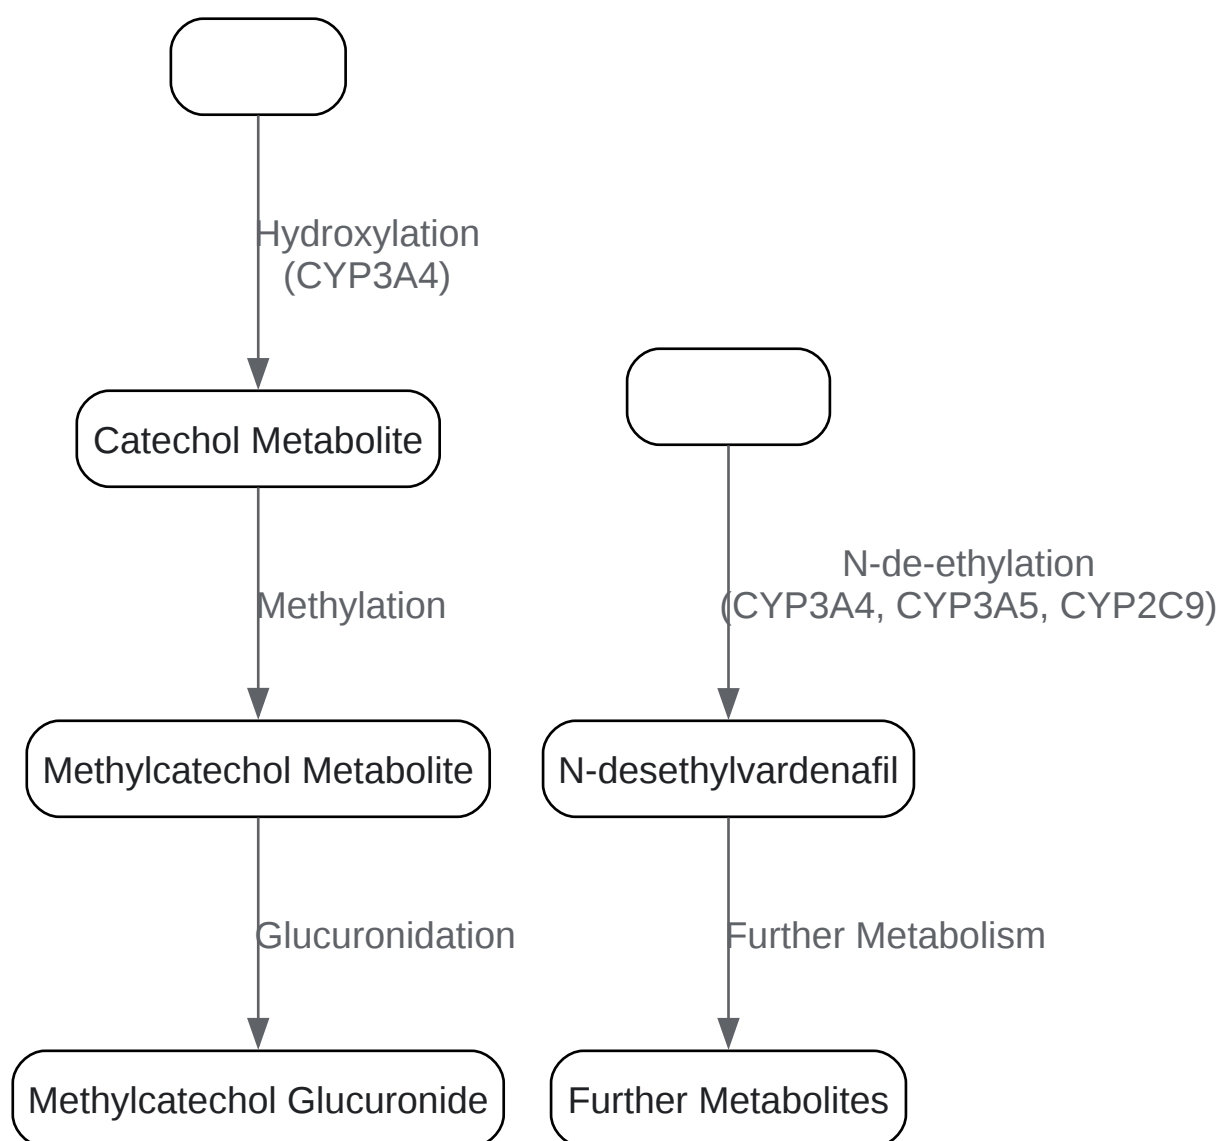 Hydroxylation
(CYP3A4)
Catechol Metabolite
Methylation
Methylcatechol Metabolite
Glucuronidation
Methylcatechol Glucuronide
N-de-ethylation
(CYP3A4, CYP3A5, CYP2C9)
N-desethylvardenafil
Further Metabolism
Further Metabolites